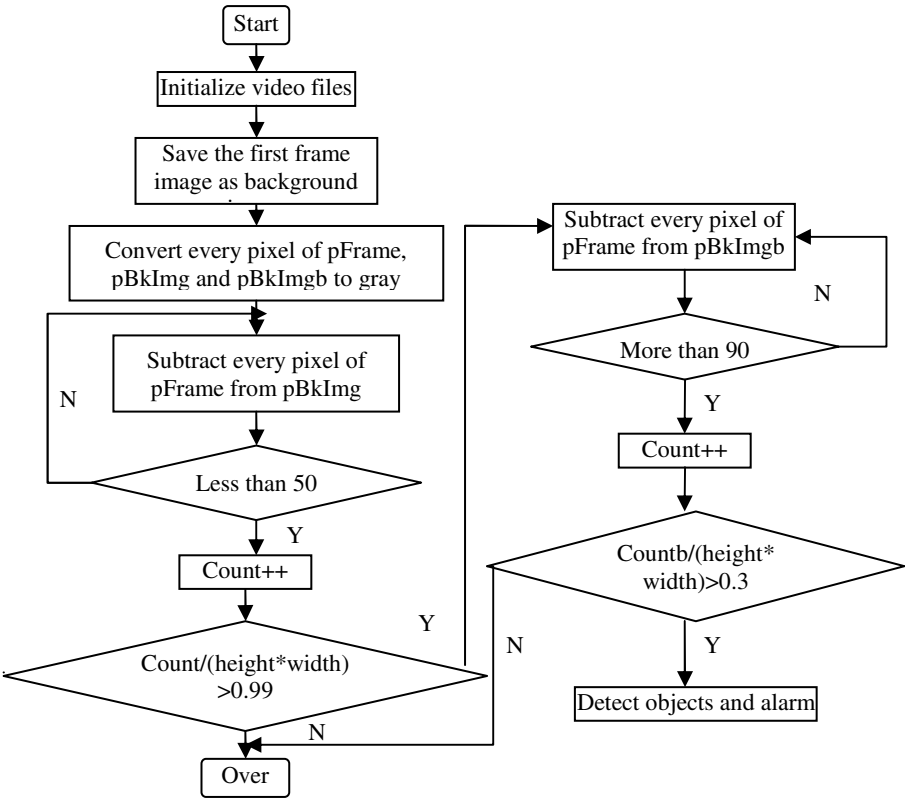 Start
Initialize video files
Save the first frame
image as background
.
Convert every pixel of pFrame,
pBkImg and pBkImgb to gray
Subtract every pixel of
pFrame from pBkImg
N
Less than 50
Y
Count++
Y
Count/(height*width)
>0.99
N
Over
Subtract every pixel of
pFrame from pBkImgb
N
More than 90
Y
Count++
Countb/(height*
width)>0.3
N
Y
Detect objects and alarm